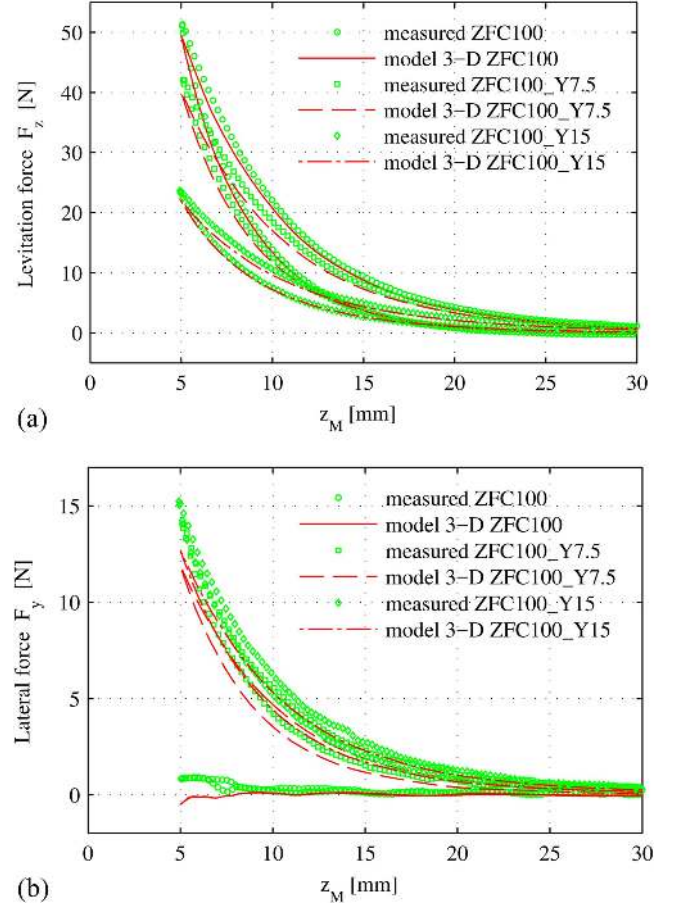 50
40
30
20
10
0
Levitation force F_z [N]
measured ZFC100
model 3-D ZFC100
measured ZFC100_Y7.5
model 3-D ZFC100_Y7.5
measured ZFC100_Y15
model 3-D ZFC100_Y15
0 5 10 15 20 25 30
z_M [mm]
(a)
15
10
5
0
Lateral force F_y [N]
measured ZFC100
model 3-D ZFC100
measured ZFC100_Y7.5
model 3-D ZFC100_Y7.5
measured ZFC100_Y15
model 3-D ZFC100_Y15
0 5 10 15 20 25 30
z_M [mm]
(b)